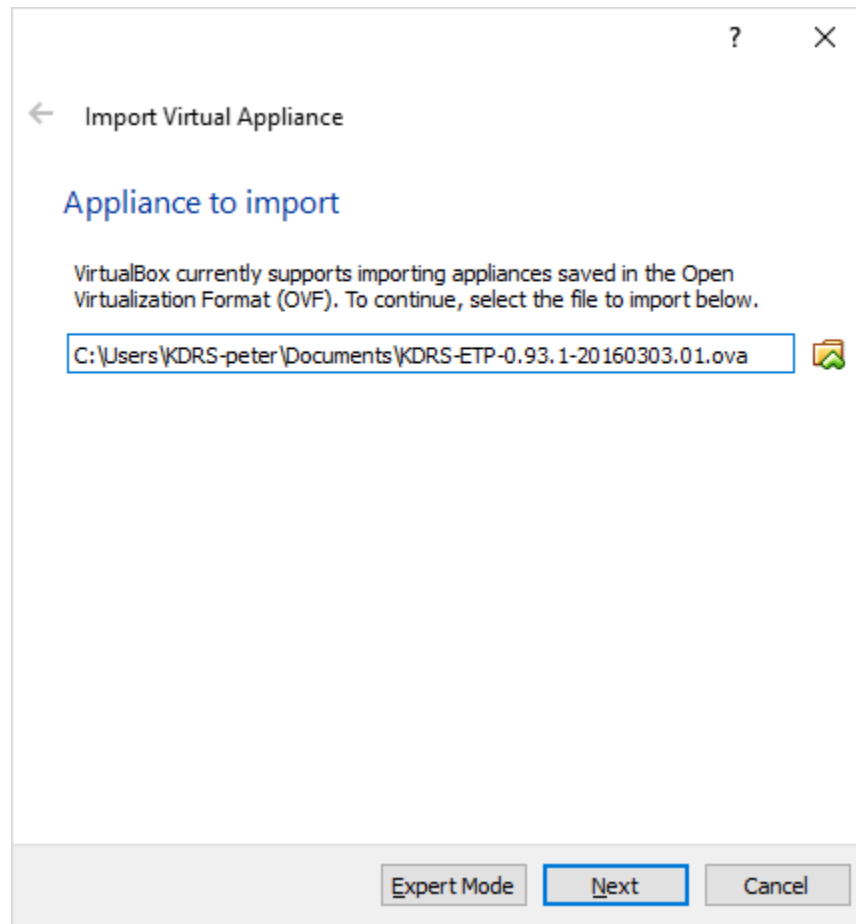 ?
Import Virtual Appliance
Appliance to import
VirtualBox currently supports importing appliances saved in the Open
Virtualization Format (OVF). To continue, select the file to import below.
C:\Users\KDRS-peter\Documents\KDRS-ETP-0.93.1-20160303.01.ova
Expert Mode Next Cancel